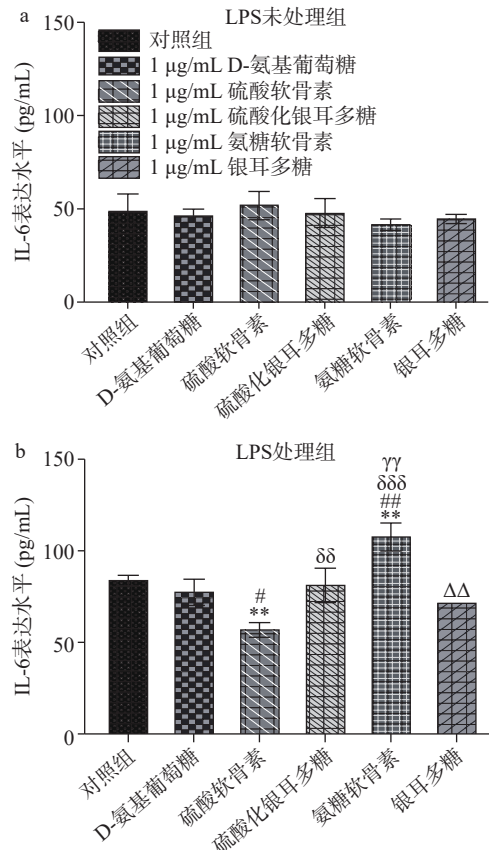 a
LPS未处理组
150
100
50
0
IL-6表达水平 (pg/mL)
对照组
1 μg/mL D-氨基葡萄糖
1 μg/mL 硫酸软骨素
1 μg/mL 硫酸化银耳多糖
1 μg/mL 氨糖软骨素
1 μg/mL 银耳多糖
对照组
D-氨基葡萄糖
硫酸软骨素
硫酸化银耳多糖
氨糖软骨素
银耳多糖
b
LPS处理组
150
100
50
0
IL-6表达水平 (pg/mL)
#
**
δδ
γγ
δδδ
##
**
ΔΔ
对照组
D-氨基葡萄糖
硫酸软骨素
硫酸化银耳多糖
氨糖软骨素
银耳多糖